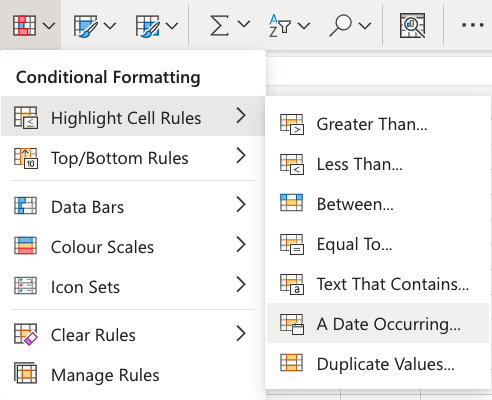 Conditional Formatting
Highlight Cell Rules
Top/Bottom Rules
Data Bars
Colour Scales
Icon Sets
Clear Rules
Manage Rules
Greater Than...
Less Than...
Between...
Equal To...
Text That Contains...
A Date Occurring...
Duplicate Values...